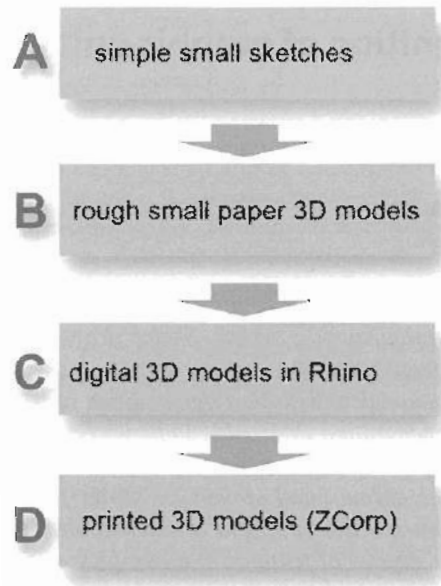 A simple small sketches
B rough small paper 3D models
C digital 3D models in Rhino
D printed 3D models (ZCorp)